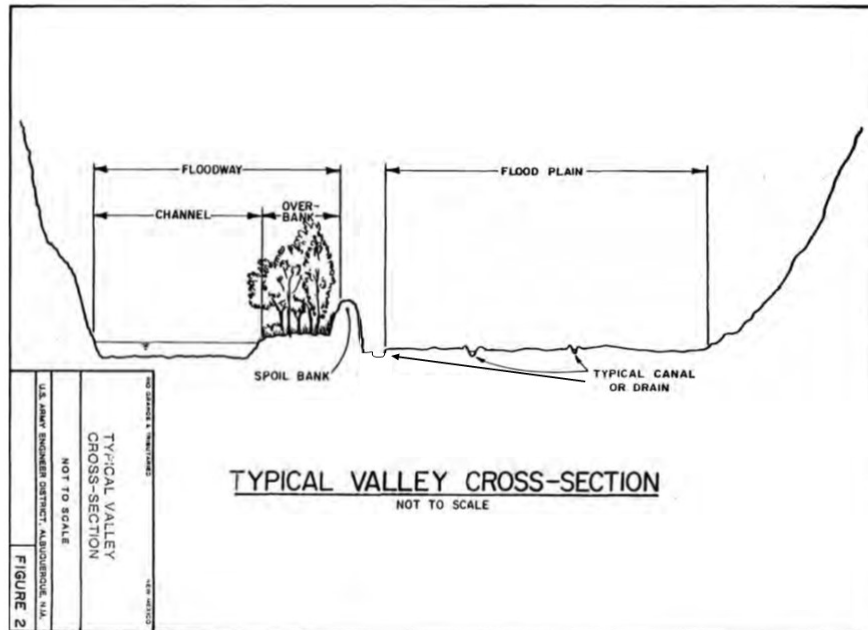 FLOODWAY
FLOOD PLAIN
CHANNEL
OVER-
BANK
SPOIL BANK
TYPICAL CANAL
OR DRAIN
TYPICAL VALLEY CROSS-SECTION
NOT TO SCALE
RIO GRANDE & TRIBUTARIES
NEW MEXICO
TYPICAL VALLEY
CROSS-SECTION
NOT TO SCALE
U.S. ARMY ENGINEER DISTRICT, ALBUQUERQUE, N.M.
FIGURE 2